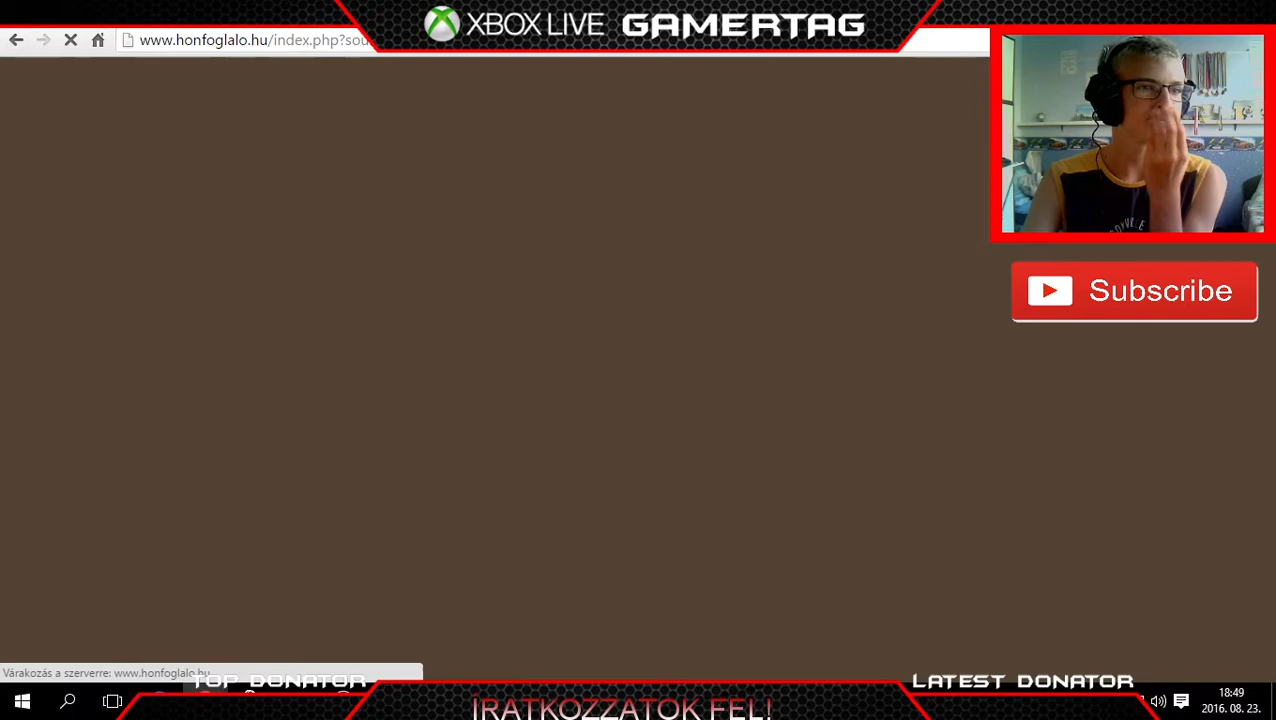 XBOX LIVE GAMERTAG
www.honfoglalo.hu/index.php?sou
Subscribe
Várakozás a szerverre: www.honfoglalo.hu
TOP DONATOR
LATEST DONATOR
İRATKOZZATOK FEL!
18:49
2016. 08. 23.